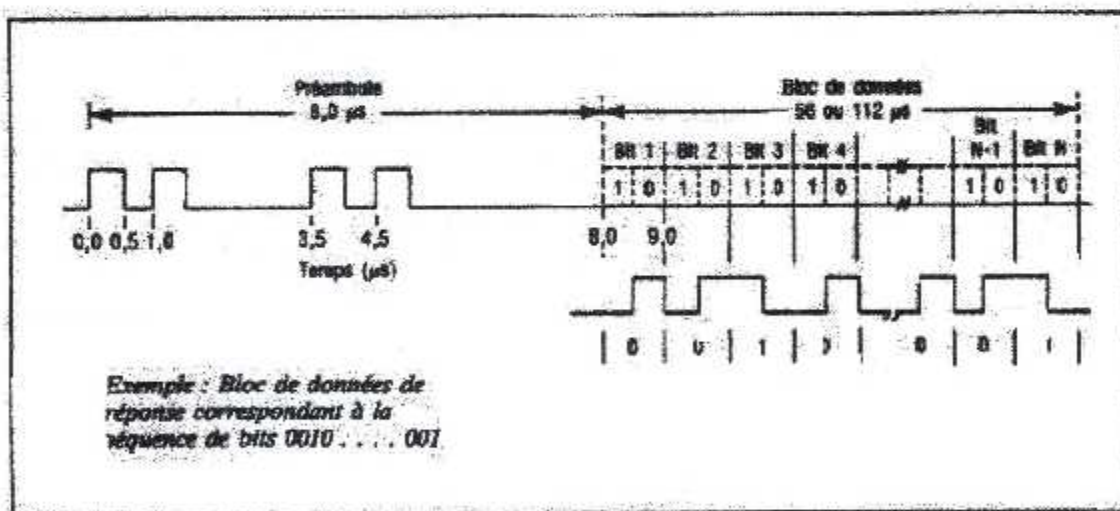 Préambule
8,0 µs
Bloc de données
56 ou 112 µs
Bit 1 Bit 2 Bit 3 Bit 4 Bit N-1 Bit N
1 0 1 0 1 0 1 0 1 0 1 0
0,0 0,5 1,0 3,5 4,5 8,0 9,0
Temps (µs)
0 0 1 0 0 0 1
Exemple : Bloc de données de
réponse correspondant à la
séquence de bits 0010 . . . . 001